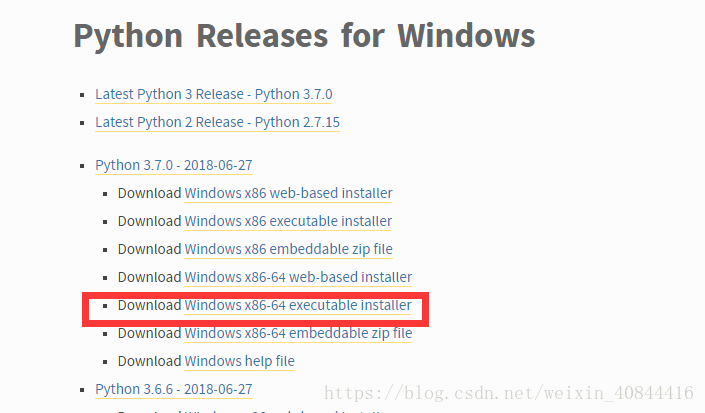 Python Releases for Windows
Latest Python 3 Release - Python 3.7.0
Latest Python 2 Release - Python 2.7.15
Python 3.7.0 - 2018-06-27
Download Windows x86 web-based installer
Download Windows x86 executable installer
Download Windows x86 embeddable zip file
Download Windows x86-64 web-based installer
Download Windows x86-64 executable installer
Download Windows x86-64 embeddable zip file
Download Windows help file
Python 3.6.6 - 2018-06-27
https://blog.csdn.net/weixin_40844416